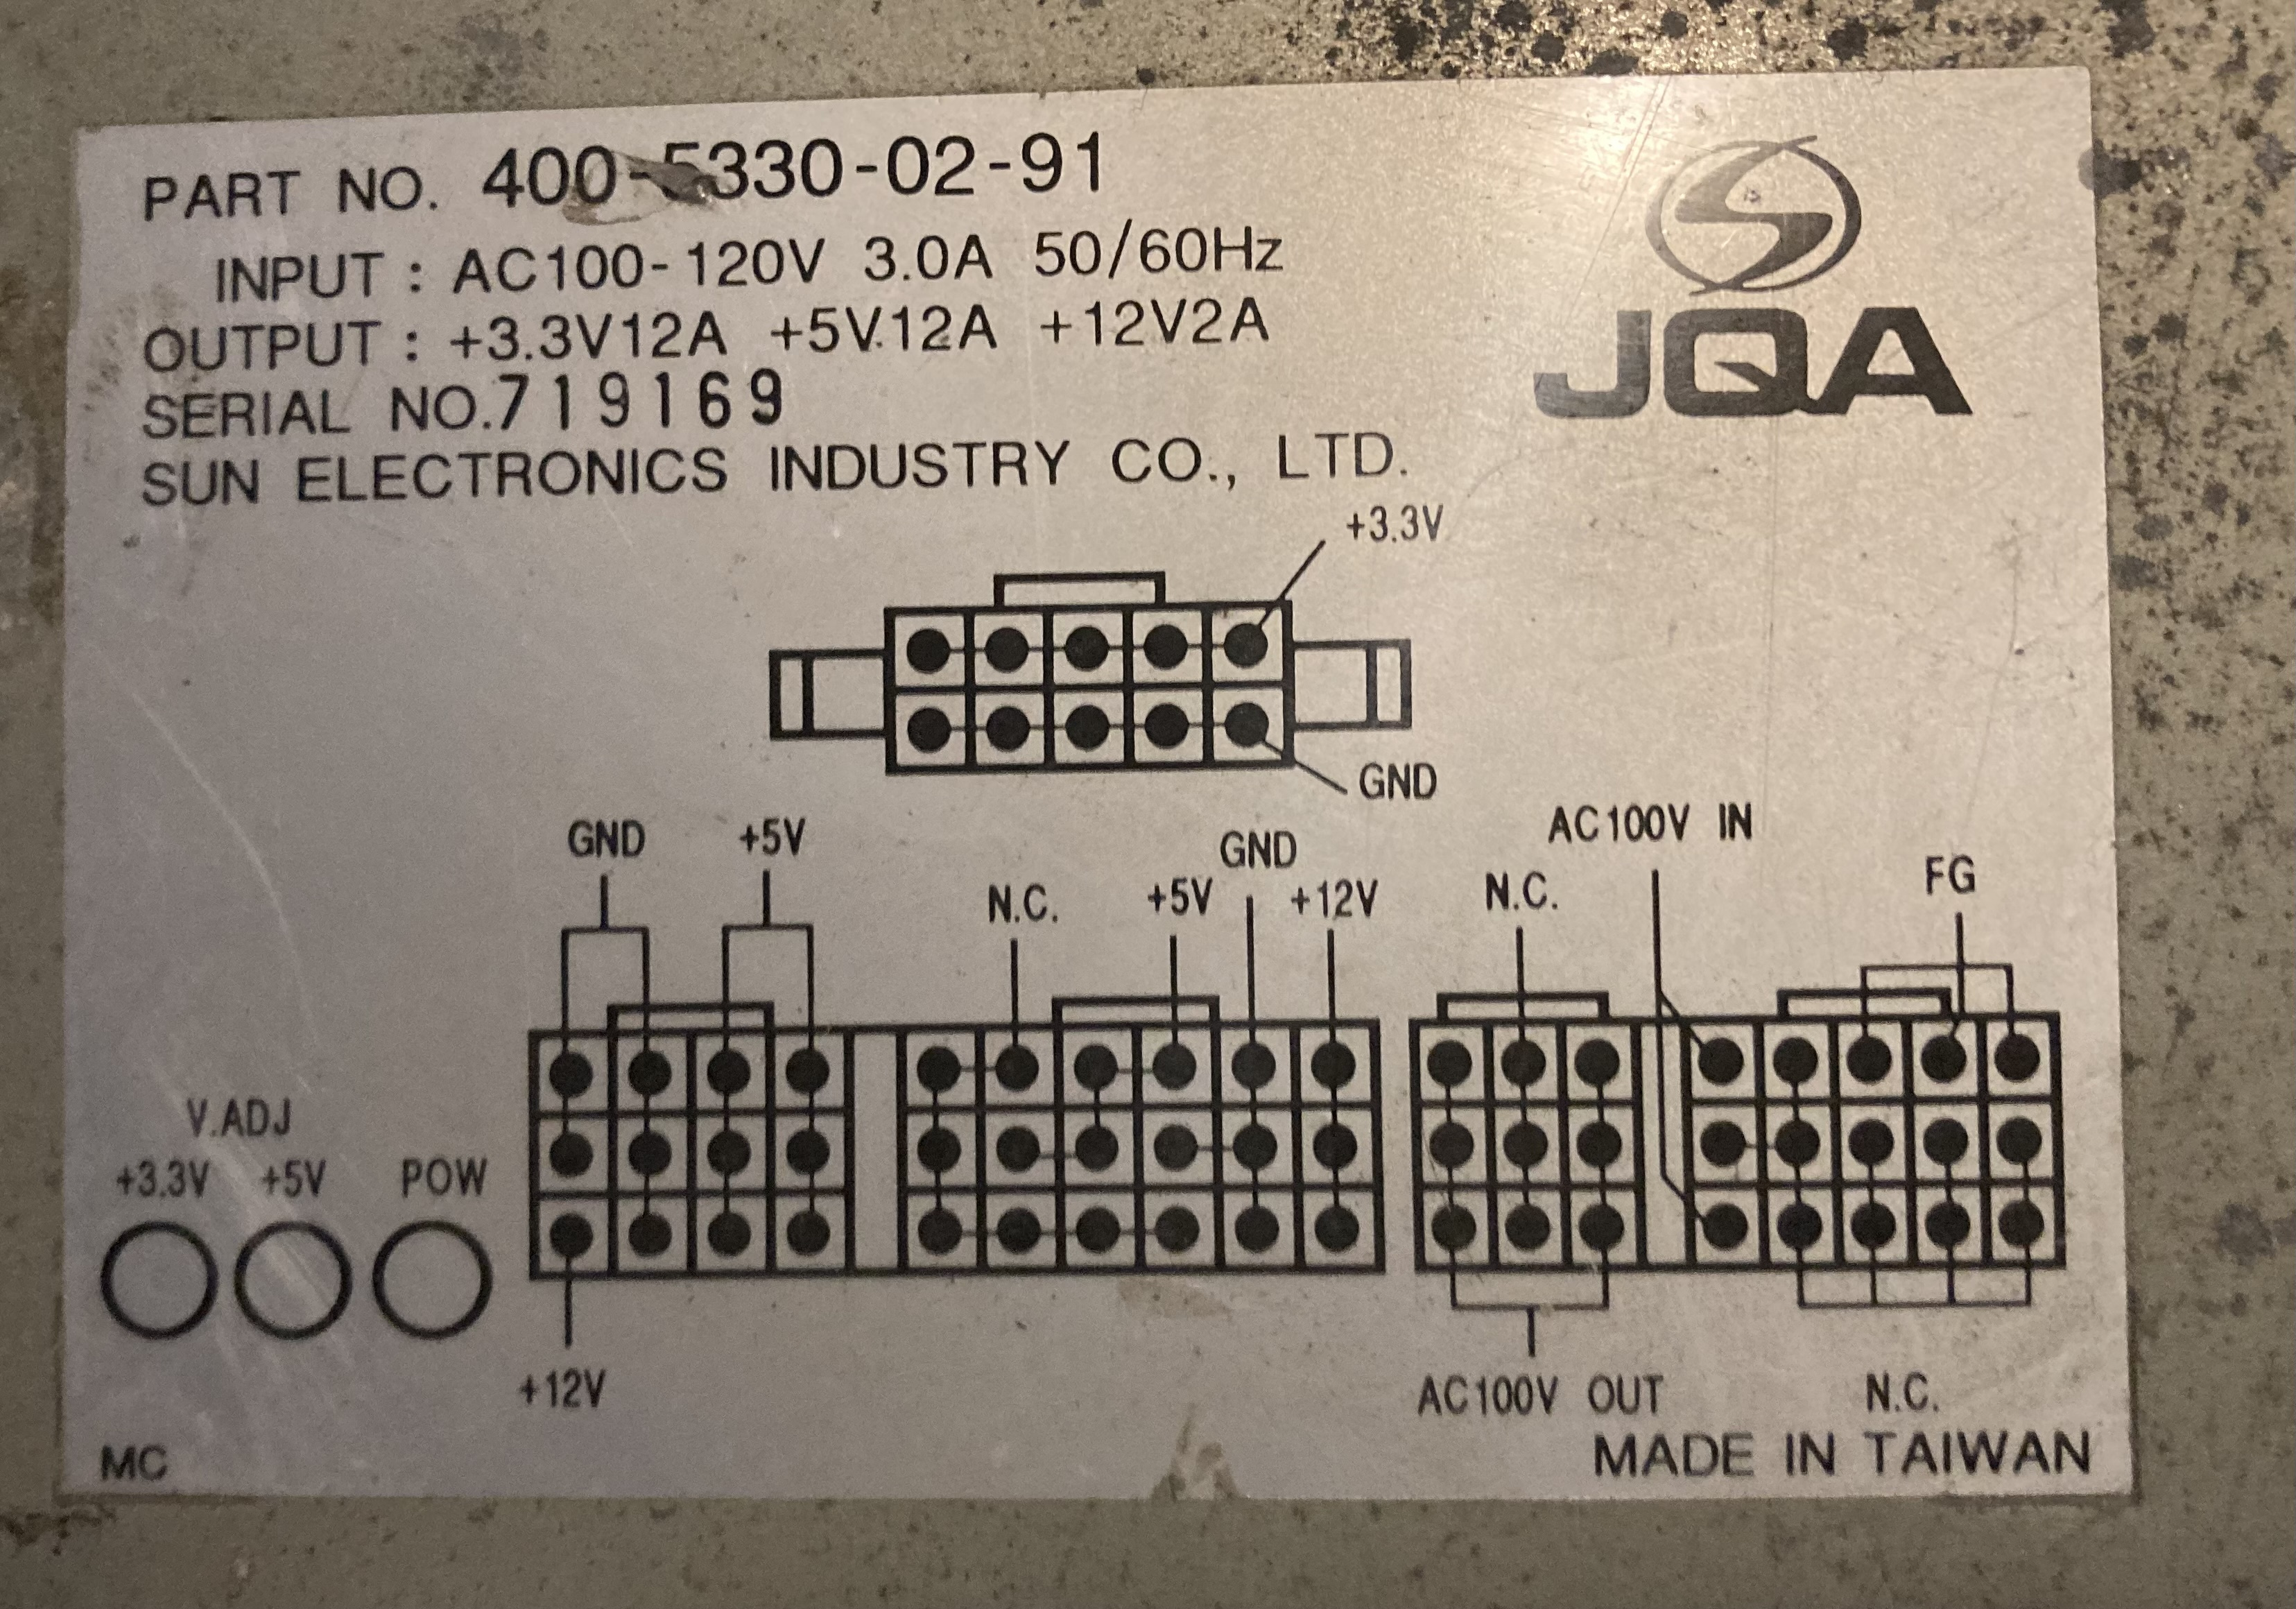 PART NO. 400-5330-02-91
INPUT : AC100-120V 3.0A 50/60Hz
OUTPUT : +3.3V12A +5V12A +12V2A
SERIAL NO.719169
SUN ELECTRONICS INDUSTRY CO., LTD.
JQA
+3.3V
GND
GND +5V
N.C. +5V GND +12V
N.C. AC100V IN FG
V.ADJ
+3.3V +5V POW
+12V
AC100V OUT N.C.
MC
MADE IN TAIWAN